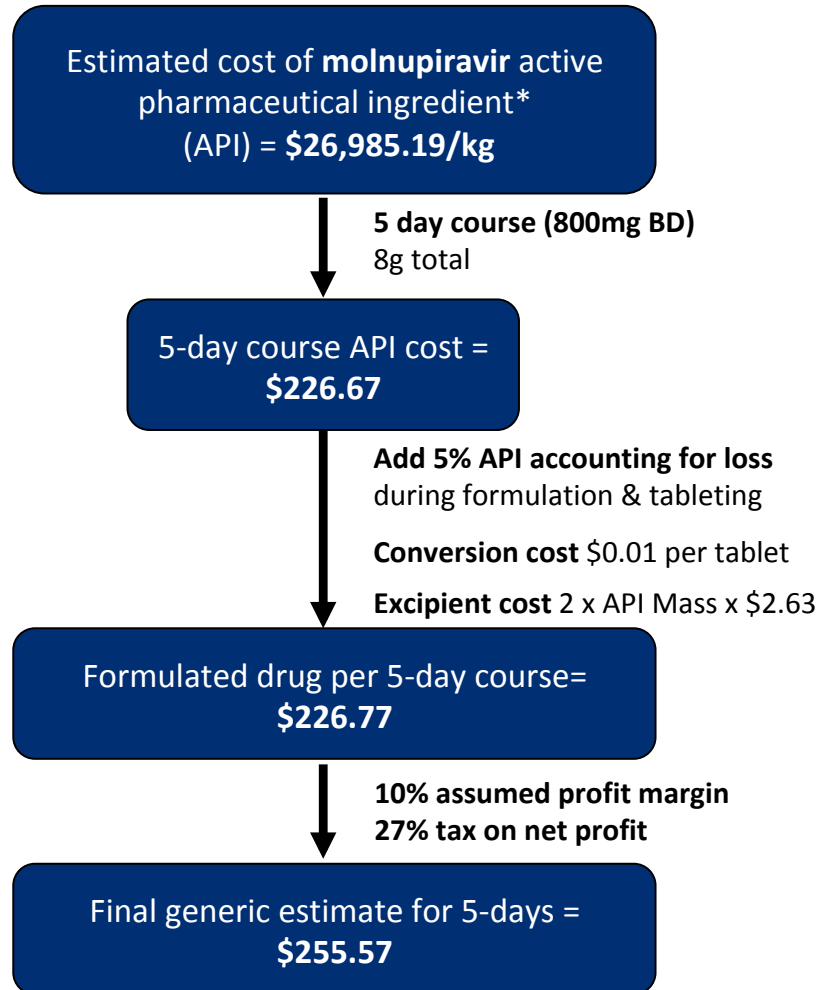 Estimated cost of molnupiravir active
pharmaceutical ingredient*
(API) = $26,985.19/kg
5 day course (800mg BD)
8g total
5-day course API cost =
$226.67
Add 5% API accounting for loss
during formulation & tableting
Conversion cost $0.01 per tablet
Excipient cost 2 x API Mass x $2.63
Formulated drug per 5-day course=
$226.77
10% assumed profit margin
27% tax on net profit
Final generic estimate for 5-days =
$255.57